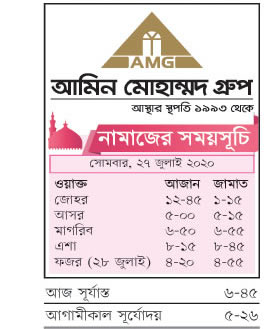 AMG
আমিন মোহাম্মদ গ্রুপ
আস্থার স্থপতি ১৯৯৩ থেকে
নামাজের সময়সূচি
সোমবার, ২৭ জুলাই ২০২০
ওয়াক্ত আজান জামাত
জোহর ১২-৪৫ ১-১৫
আসর ৫-০০ ৫-১৫
মাগরিব ৬-৫০ ৬-৫৫
এশা ৮-১৫ ৮-৪৫
ফজর (২৮ জুলাই) ৪-২০ ৪-৫৫
আজ সূর্যাস্ত ৬-৪৫
আগামীকাল সূর্যোদয় ৫-২৬